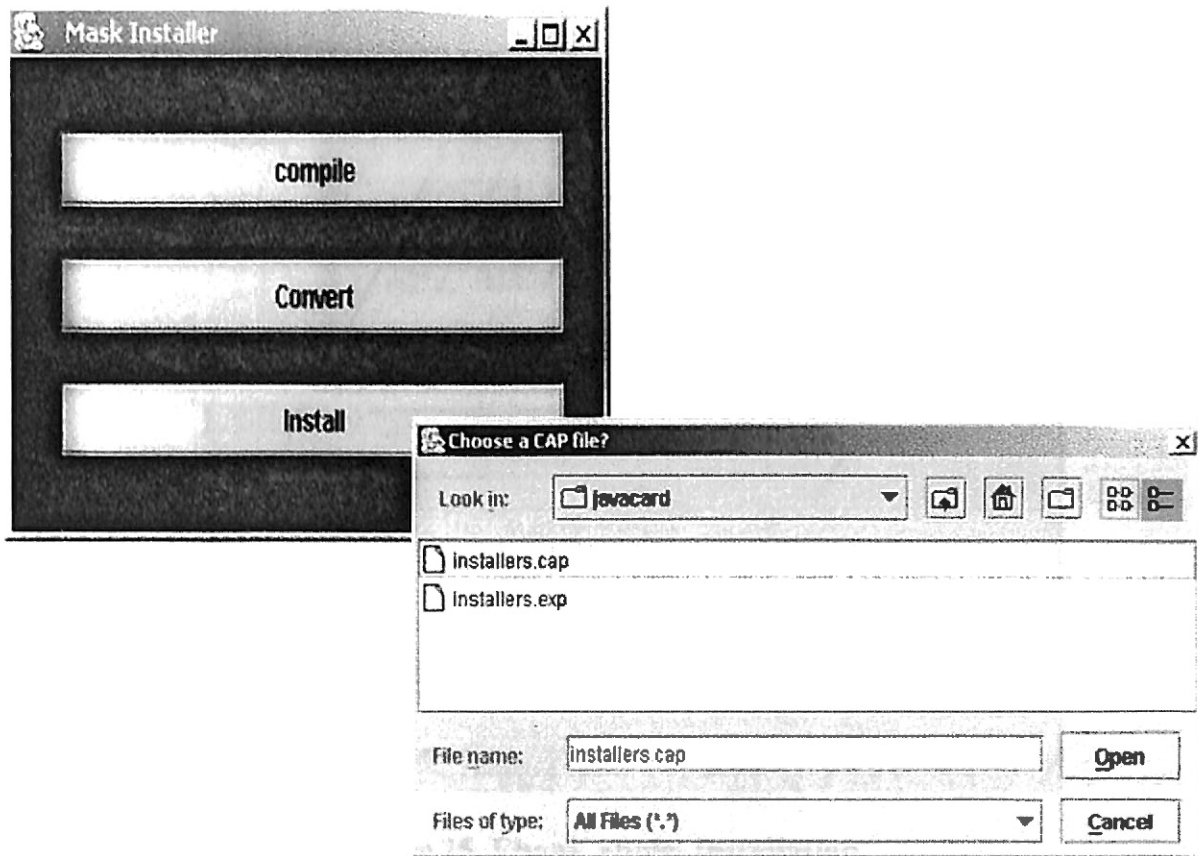 Mask Installer
compile
Convert
Install
Choose a CAP file?
Look in:
javacard
installers.cap
installers.exp
File name:
installers.cap
Open
Files of type:
All Files (*.*)
Cancel